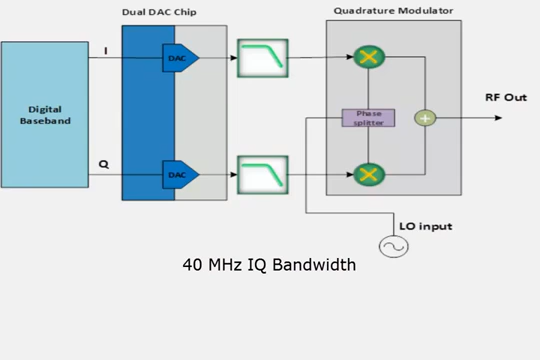 Dual DAC Chip
Quadrature Modulator
I
DAC
Digital
Baseband
Phase
splitter
RF Out
Q
DAC
LO input
40 MHz IQ Bandwidth